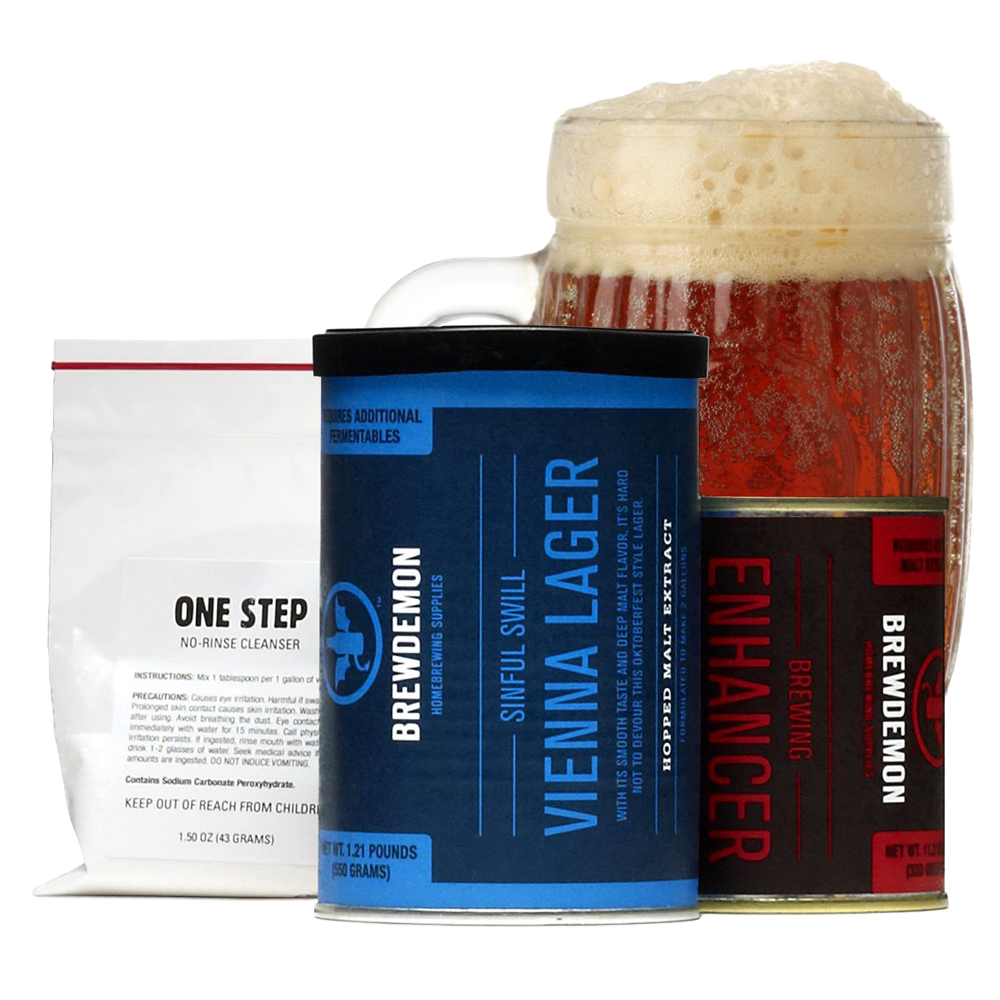 ONE STEP
NO-RINSE CLEANSER
INSTRUCTIONS: Mix 1 tablespoon per 1 gallon of
PRECAUTIONS: Causes eye irritation. Harmful if
Prolonged skin contact causes skin irritation. Wash
after using. Avoid breathing the dust. Eye contact
immediately with water for 15 minutes. Call
irritation persists. If ingested, rinse mouth with
drink 1-2 glasses of water. Seek medical advice
amounts are ingested. DO NOT INDUCE VOMITING.
Contains Sodium Carbonate Peroxyhydrate.
KEEP OUT OF REACH FROM
1.50 OZ (43 GRAMS)
ADDITIONAL
FERMENTABLES
BREWDEMON
TM
HOMEBREWING SUPPLIES
SINFUL SWILL
VIENNA LAGER
WITH ITS SMOOTH TASTE AND DEEP MALT FLAVOR, IT'S HARD
NOT TO DEVOUR THIS OKTOBERFEST STYLE LAGER.
HOPPED MALT EXTRACT
FORMULATED TO MAKE 2 GALLONS
NET WT. 1.21 POUNDS
(550 GRAMS)
BREWING
ENHANCER
BREWDEMON
HOMEBREWING SUPPLIES
NET WT.